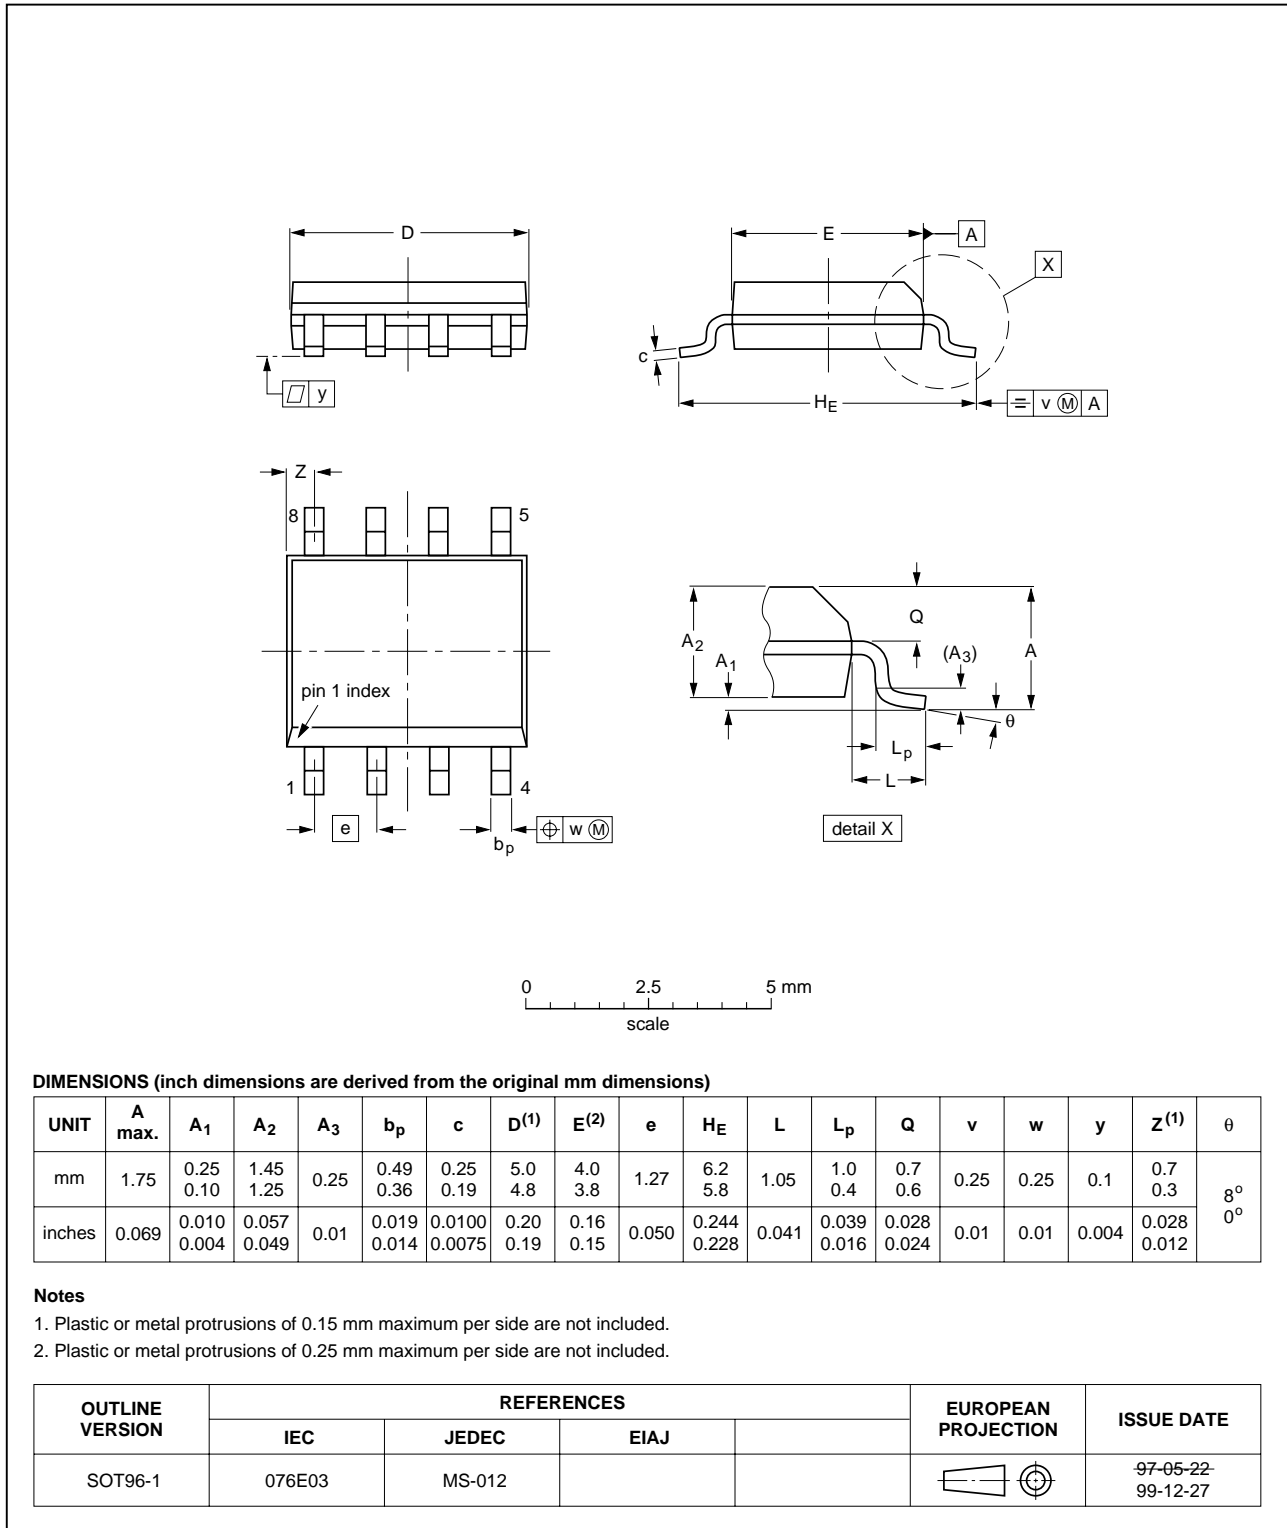 D
E
A
X
c
y
HE
v M A
Z
8
5
pin 1 index
1
4
e
bp
w M
A2
A1
Q
(A3)
A
θ
Lp
L
detail X
0 2.5 5 mm
scale
DIMENSIONS (inch dimensions are derived from the original mm dimensions)
UNIT A max. A1 A2 A3 bp c D(1) E(2) e HE L Lp Q v w y Z(1) θ
mm 1.75 0.25 0.10 1.45 1.25 0.25 0.49 0.36 0.25 0.19 5.0 4.8 4.0 3.8 1.27 6.2 5.8 1.05 1.0 0.4 0.7 0.6 0.25 0.25 0.1 0.7 0.3 8o 0o
inches 0.069 0.010 0.004 0.057 0.049 0.01 0.019 0.014 0.0100 0.0075 0.20 0.19 0.16 0.15 0.050 0.244 0.228 0.041 0.039 0.016 0.028 0.024 0.01 0.01 0.004 0.028 0.012
Notes
1. Plastic or metal protrusions of 0.15 mm maximum per side are not included.
2. Plastic or metal protrusions of 0.25 mm maximum per side are not included.
OUTLINE VERSION REFERENCES EUROPEAN PROJECTION ISSUE DATE
IEC JEDEC EIAJ
SOT96-1 076E03 MS-012 97-05-22
99-12-27